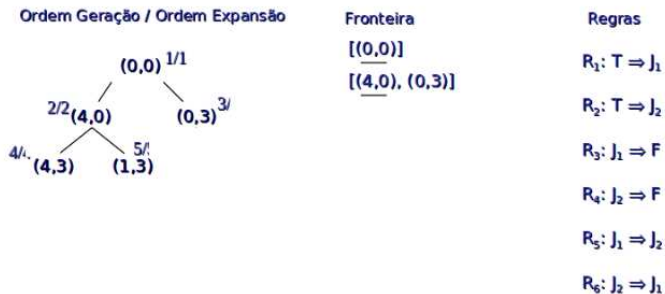 Ordem Geração / Ordem Expansão
(0,0) 1/1
2/2 (4,0)
(0,3) 3/
4/
(4,3)
5/
(1,3)
Fronteira
[(0,0)]
[(4,0), (0,3)]
Regras
R₁: T ⇒ J₁
R₂: T ⇒ J₂
R₃: J₁ ⇒ F
R₄: J₂ ⇒ F
R₅: J₁ ⇒ J₂
R₆: J₂ ⇒ J₁